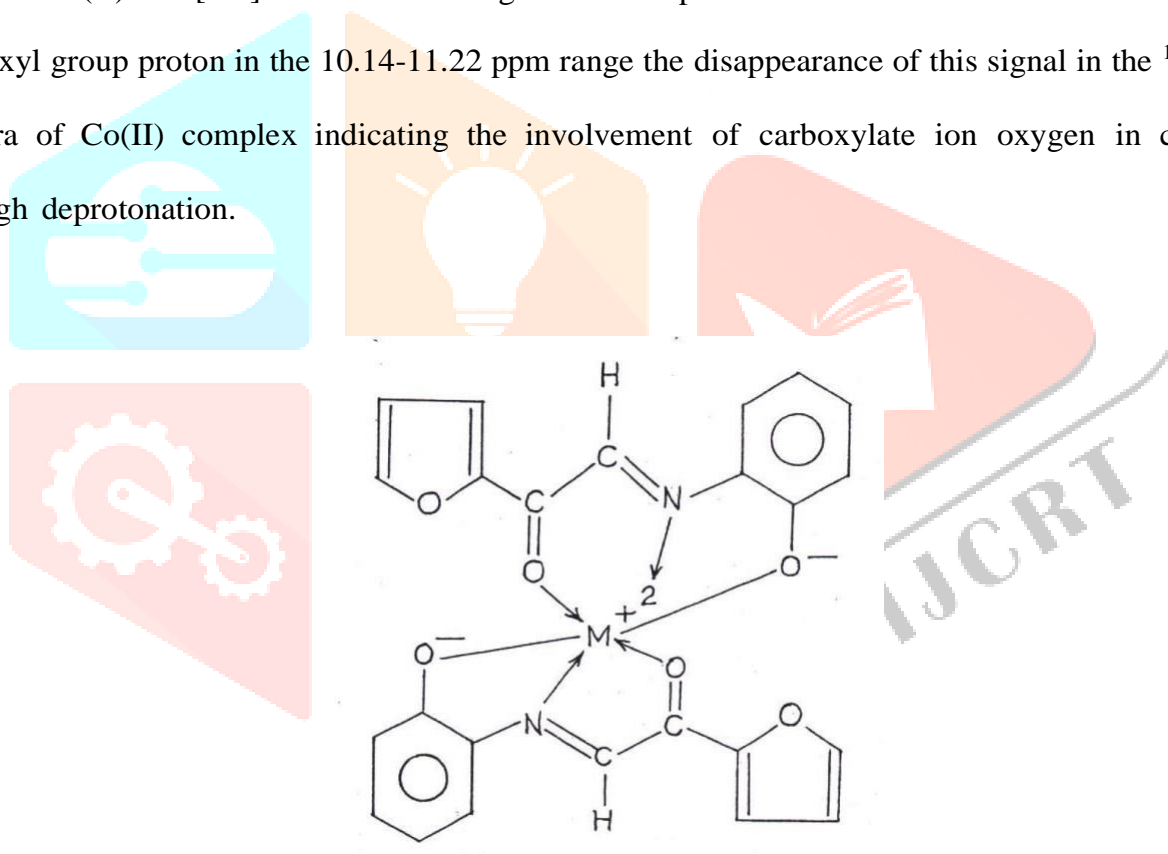 xyl group proton in the 10.14-11.22 ppm range the disappearance of this signal in the 1
ra of Co(II) complex indicating the involvement of carboxylate ion oxygen in c
gh deprotonation.
H
C
N
O
C
O
O—
+2
M
O—
O
N
C
O
C
H
IJCRT